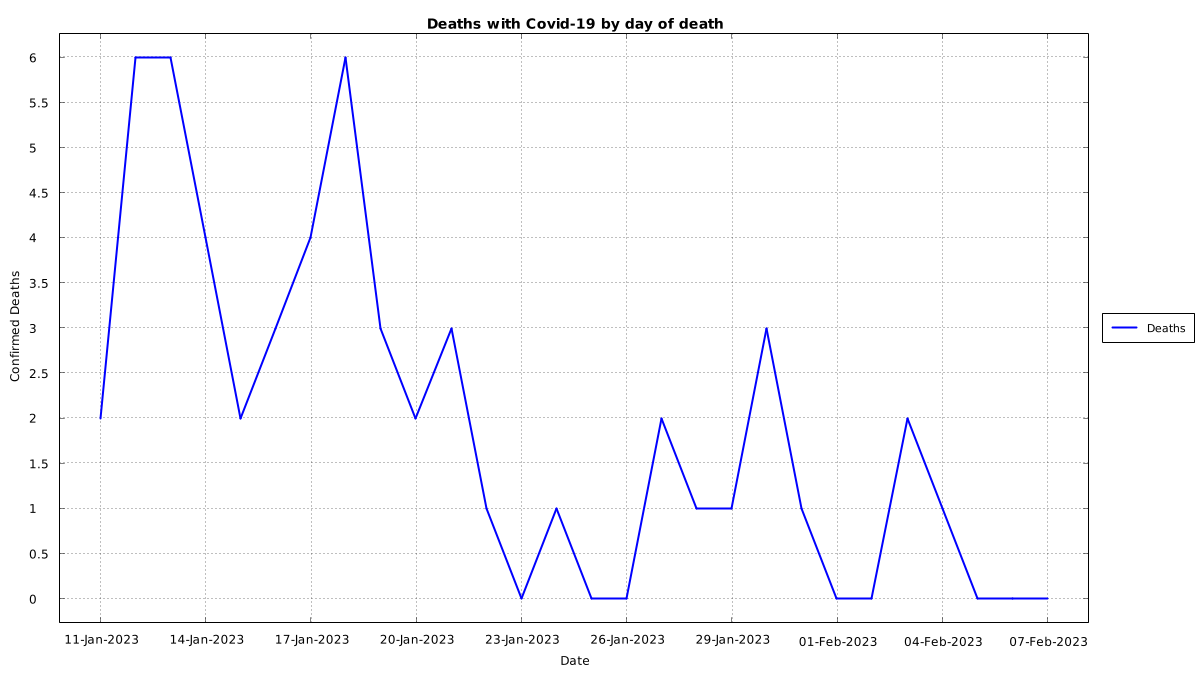 Deaths with Covid-19 by day of death
6
5.5
5
4.5
4
3.5
3
2.5
2
1.5
1
0.5
0
Confirmed Deaths
11-Jan-2023 14-Jan-2023 17-Jan-2023 20-Jan-2023 23-Jan-2023 26-Jan-2023 29-Jan-2023 01-Feb-2023 04-Feb-2023 07-Feb-2023
Date
Deaths